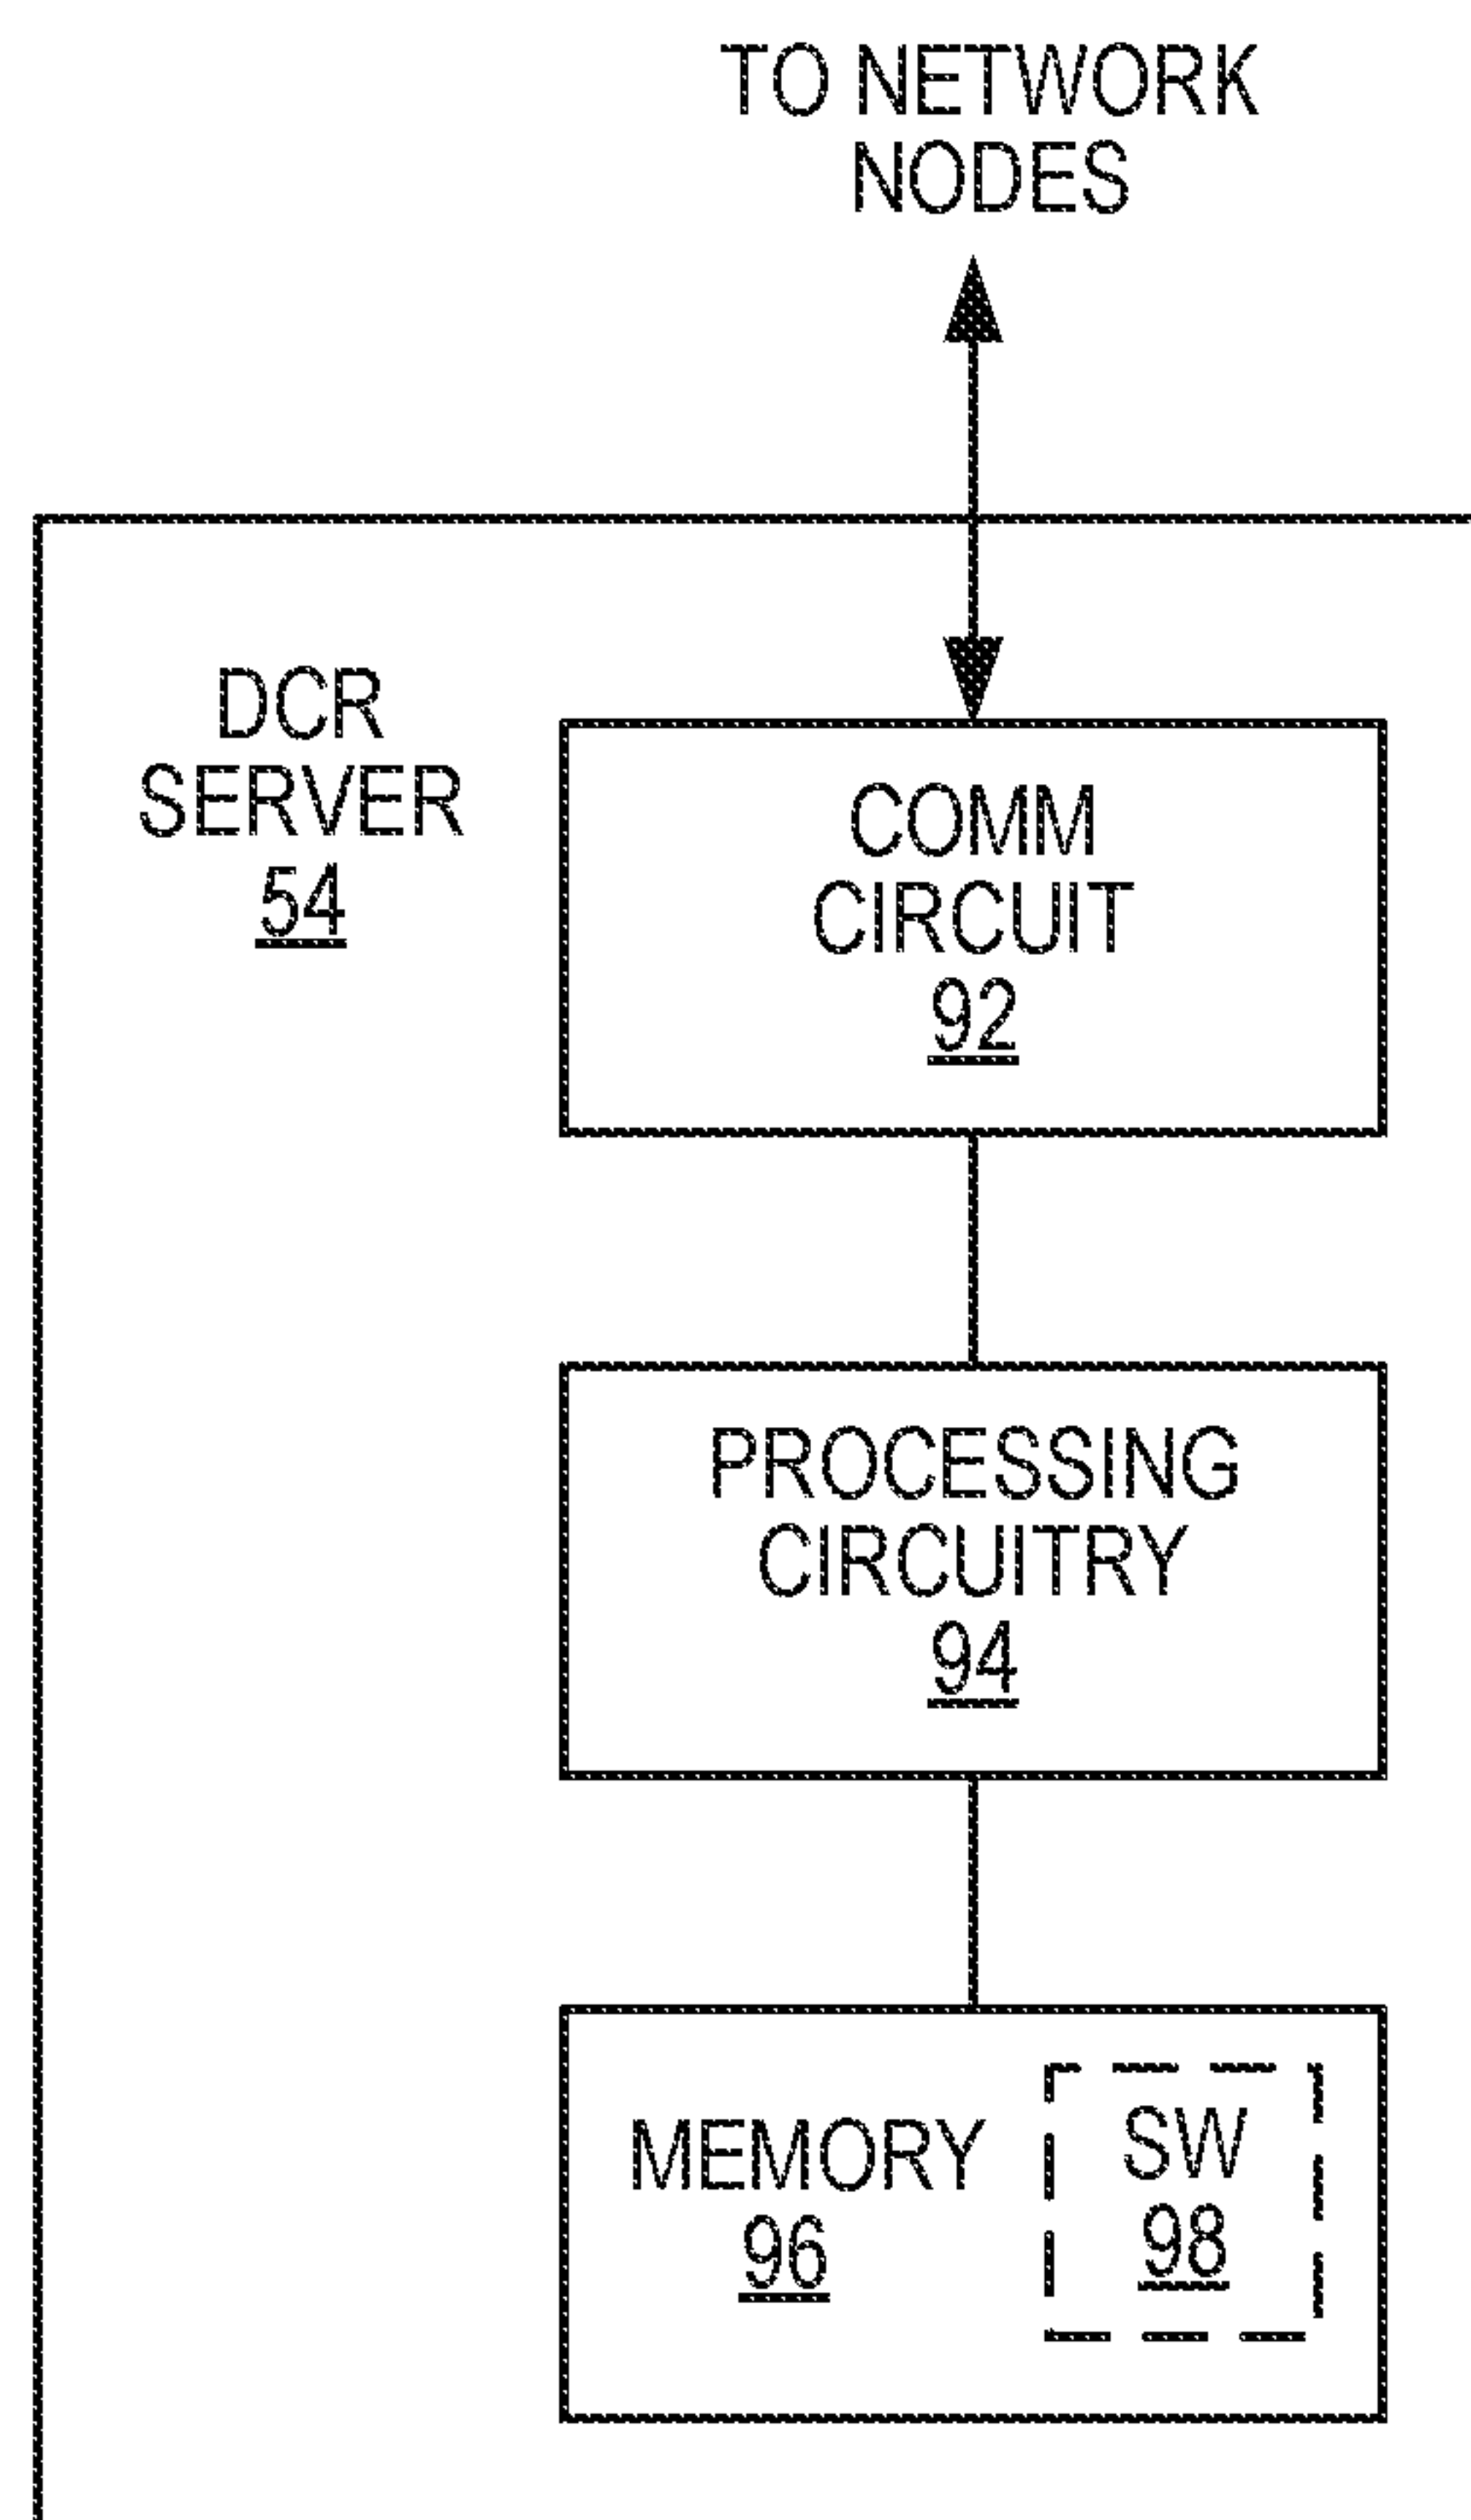 TO NETWORK
NODES
DCR
SERVER
54
COMM
CIRCUIT
92
PROCESSING
CIRCUITRY
94
MEMORY
96
SW
98